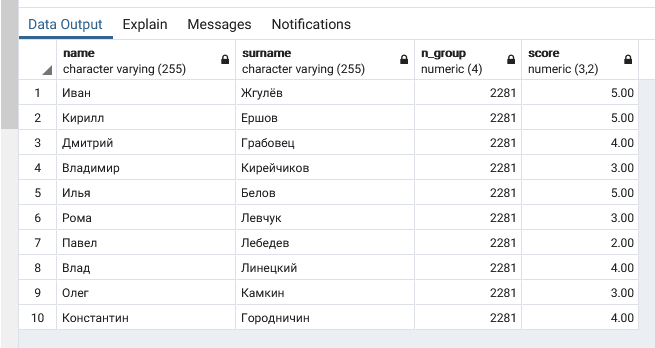 Data Output Explain Messages Notifications
name surname n_group score
character varying (255) character varying (255) numeric (4) numeric (3,2)
1 Иван Жгулёв 2281 5.00
2 Кирилл Ершов 2281 5.00
3 Дмитрий Грабовец 2281 4.00
4 Владимир Кирейчиков 2281 3.00
5 Илья Белов 2281 5.00
6 Рома Левчук 2281 3.00
7 Павел Лебедев 2281 2.00
8 Влад Линецкий 2281 4.00
9 Олег Камкин 2281 3.00
10 Константин Городничин 2281 4.00